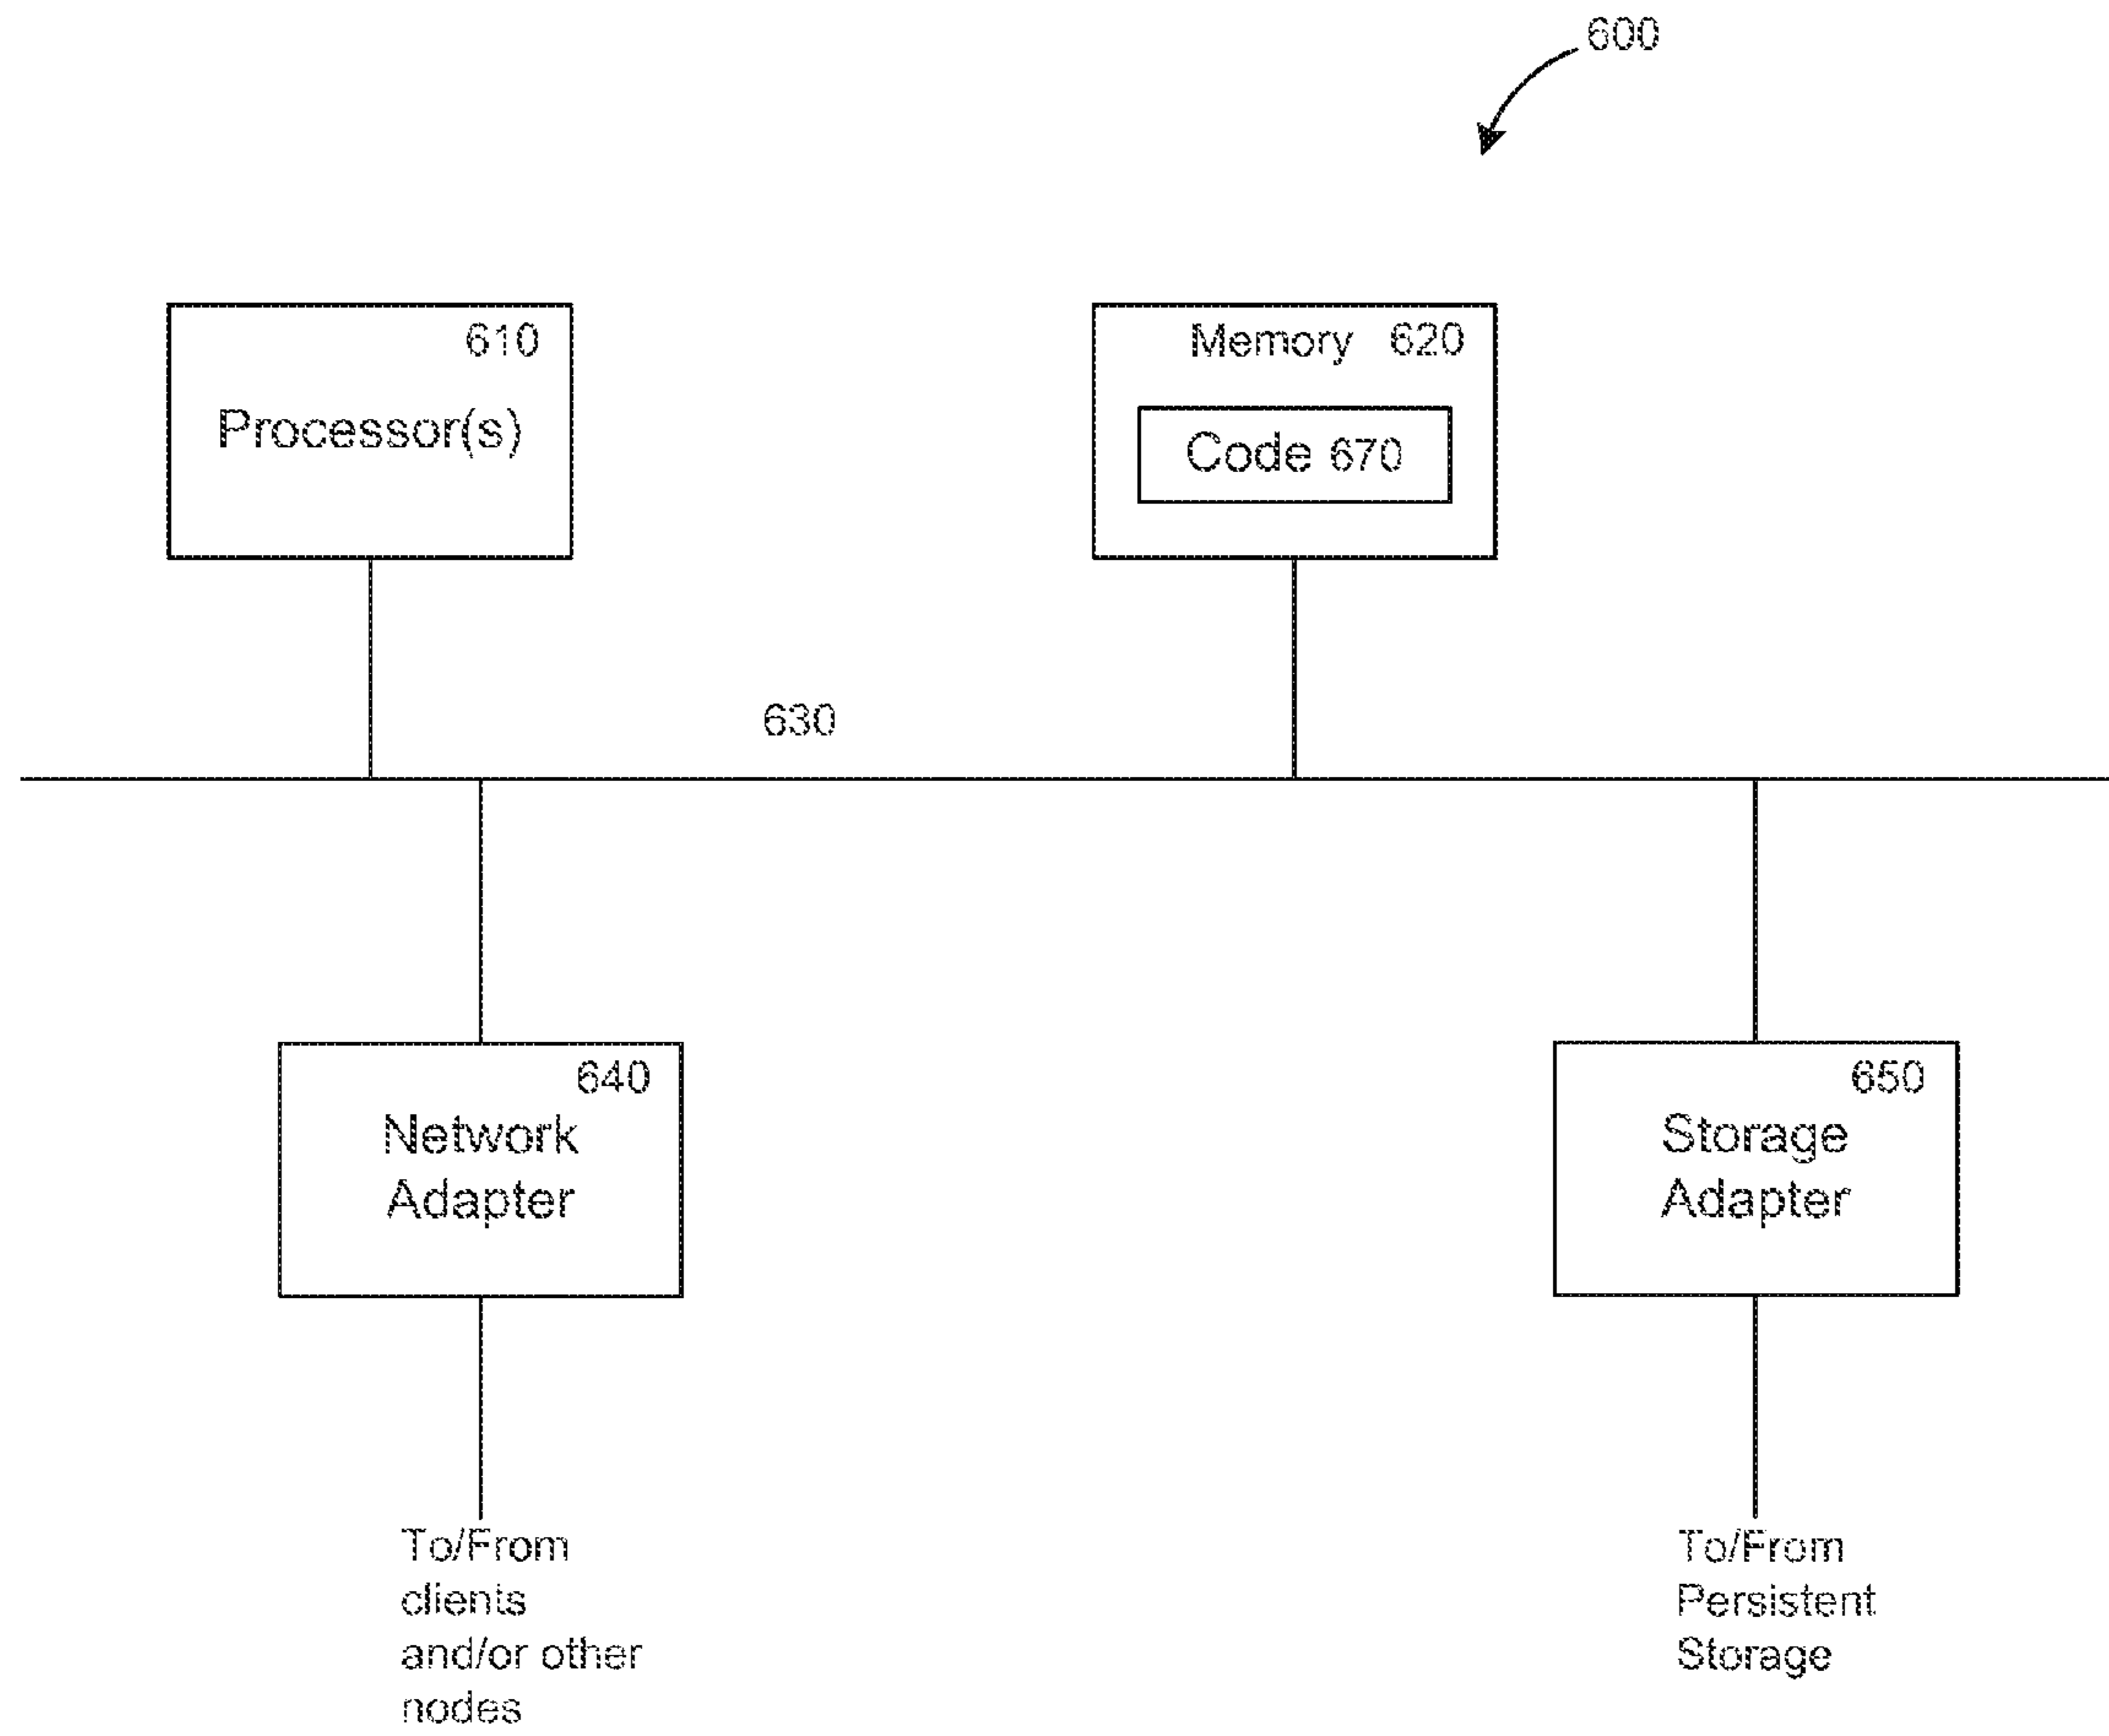 600
610
Processor(s)
Memory 620
Code 670
630
640
Network
Adapter
650
Storage
Adapter
To/From
clients
and/or other
nodes
To/From
Persistent
Storage